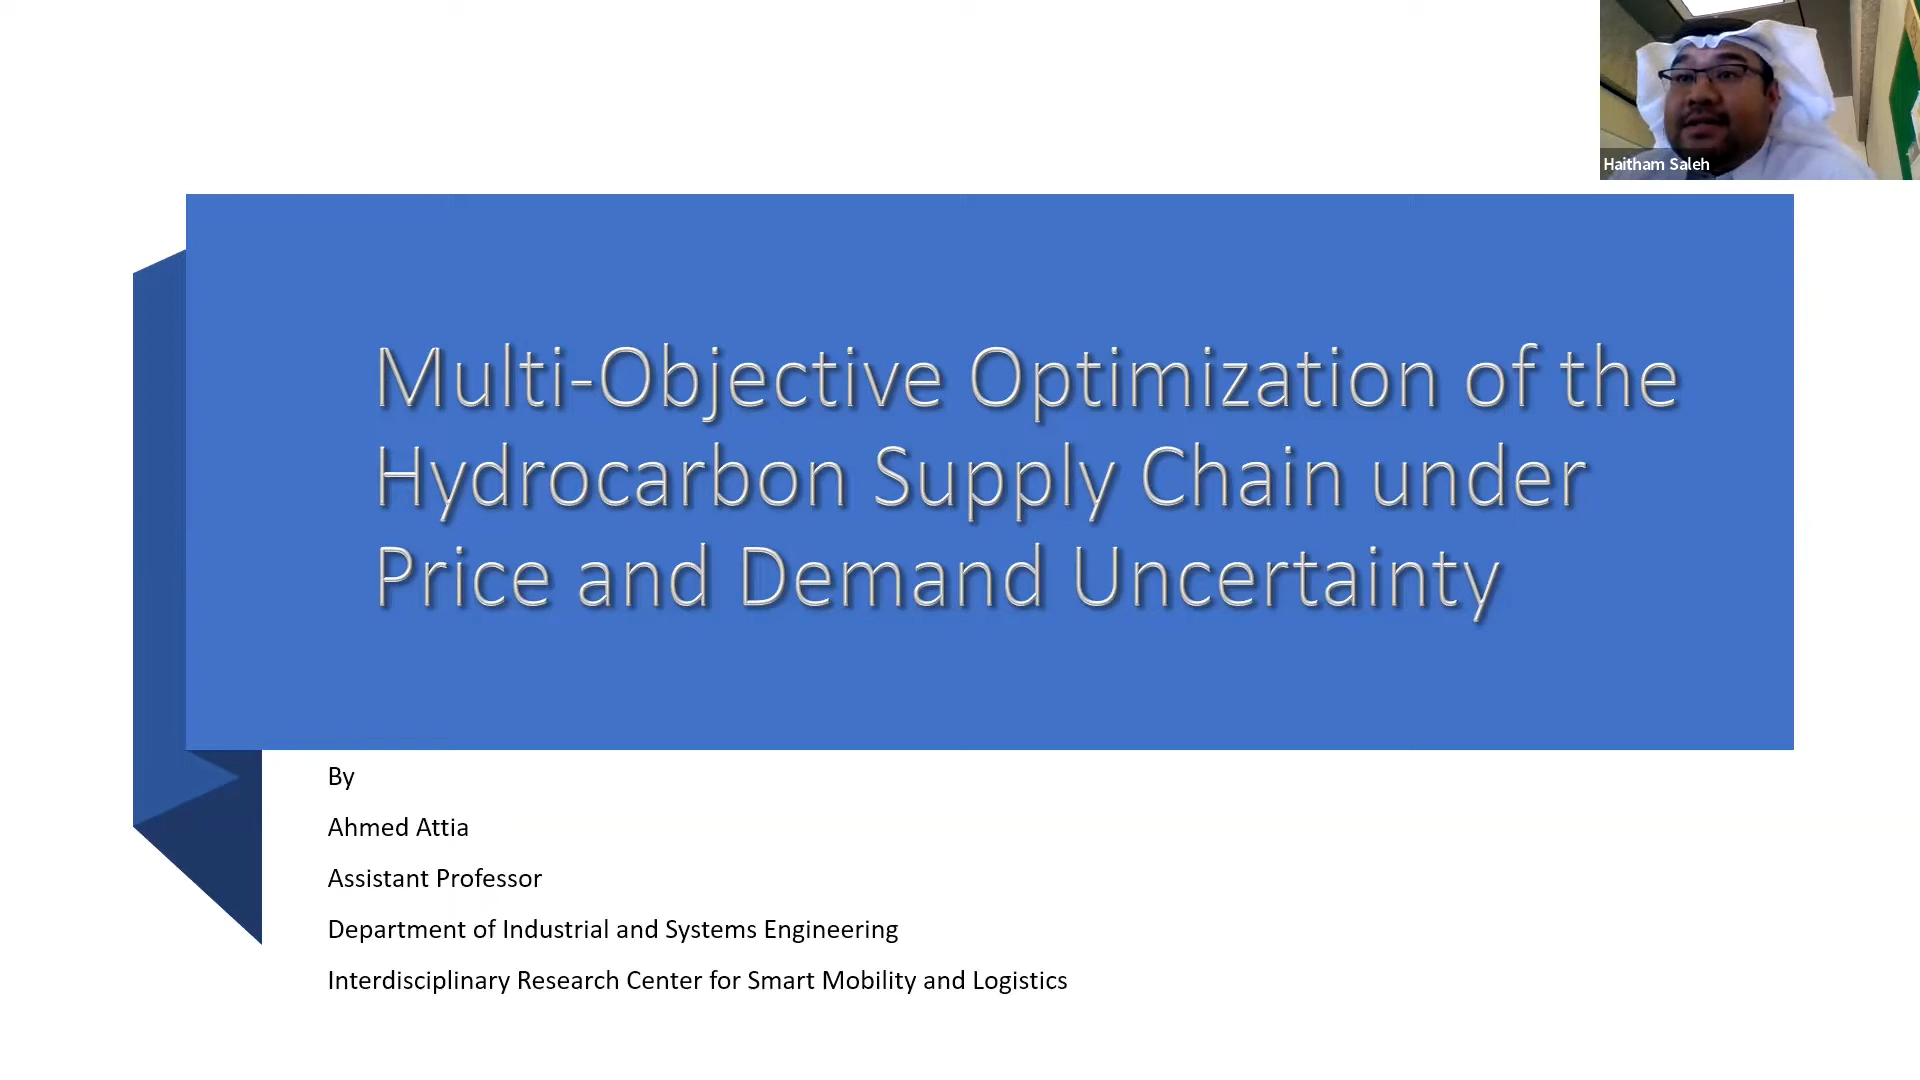 Haitham Saleh
Multi-Objective Optimization of the
Hydrocarbon Supply Chain under
Price and Demand Uncertainty
By
Ahmed Attia
Assistant Professor
Department of Industrial and Systems Engineering
Interdisciplinary Research Center for Smart Mobility and Logistics